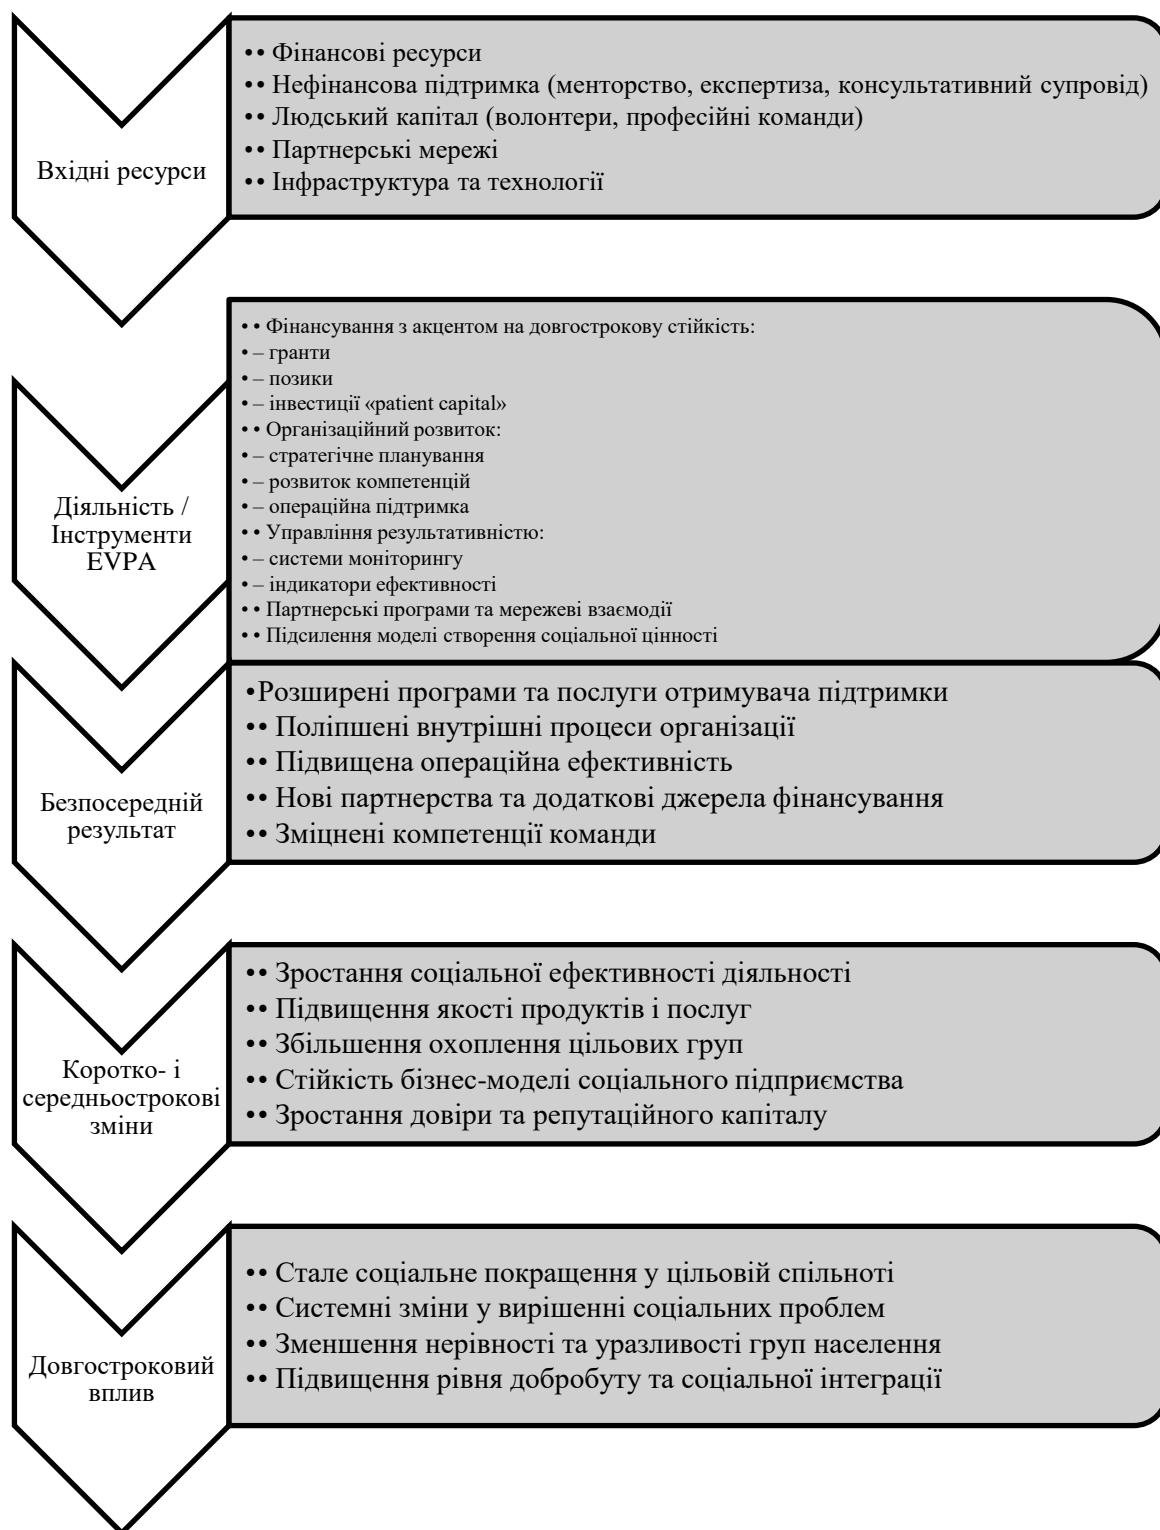 Вхідні ресурси
•• Фінансові ресурси
•• Нефінансова підтримка (менторство, експертиза, консультативний супровід)
•• Людський капітал (волонтери, професійні команди)
•• Партнерські мережі
•• Інфраструктура та технології
Діяльність /
Інструменти
EVPA
• • Фінансування з акцентом на довгострокову стійкість:
• – гранти
• – позики
• – інвестиції «patient capital»
• • Організаційний розвиток:
• – стратегічне планування
• – розвиток компетенцій
• – операційна підтримка
• • Управління результативністю:
• – системи моніторингу
• – індикатори ефективності
• • Партнерські програми та мережеві взаємодії
• • Підсилення моделі створення соціальної цінності
Безпосередній
результат
•Розширені програми та послуги отримувача підтримки
•• Поліпшені внутрішні процеси організації
•• Підвищена операційна ефективність
•• Нові партнерства та додаткові джерела фінансування
•• Зміцнені компетенції команди
Коротко- і
середньострокові
зміни
•• Зростання соціальної ефективності діяльності
•• Підвищення якості продуктів і послуг
•• Збільшення охоплення цільових груп
•• Стійкість бізнес-моделі соціального підприємства
•• Зростання довіри та репутаційного капіталу
Довгостроковий
вплив
•• Стале соціальне покращення у цільовій спільноті
•• Системні зміни у вирішенні соціальних проблем
•• Зменшення нерівності та уразливості груп населення
•• Підвищення рівня добробуту та соціальної інтеграції